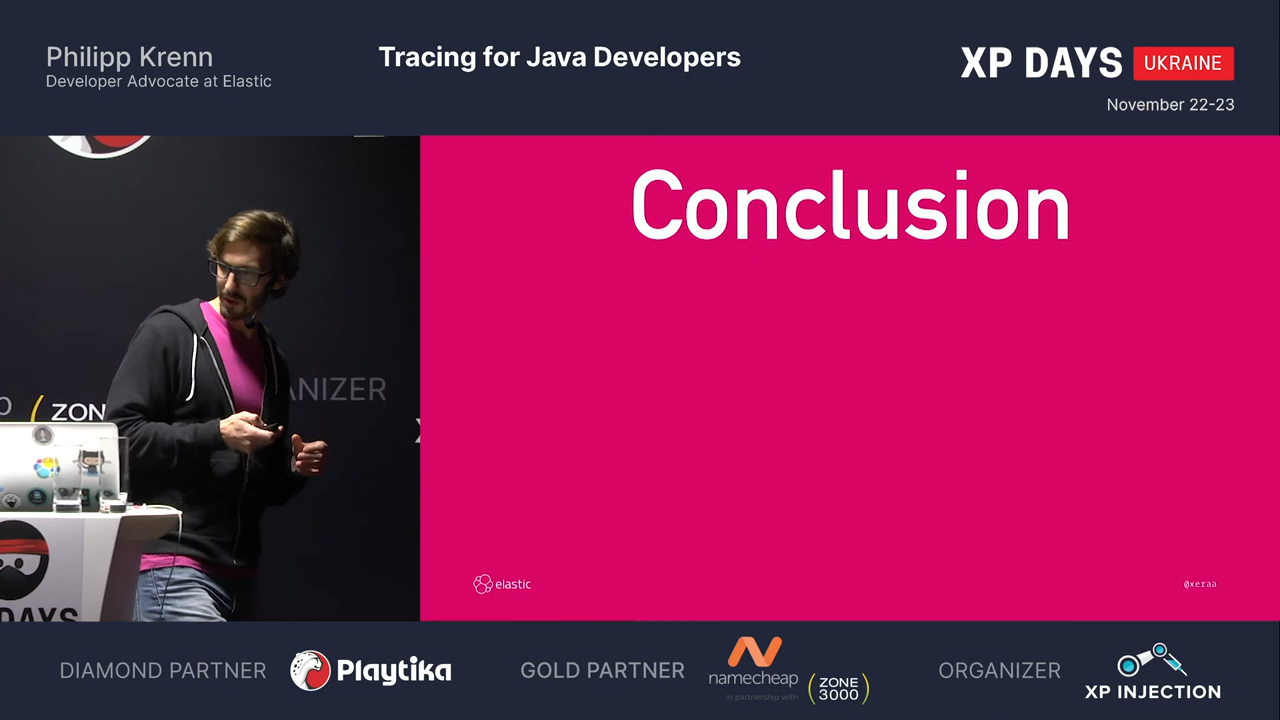 Philipp Krenn
Developer Advocate at Elastic
Tracing for Java Developers
XP DAYS UKRAINE
November 22-23
Conclusion
ANIZER
ZON
DAYS
elastic
@xeraa
DIAMOND PARTNER
Playtika
GOLD PARTNER
namecheap
in partnership with
ZONE
3000
ORGANIZER
XP INJECTION